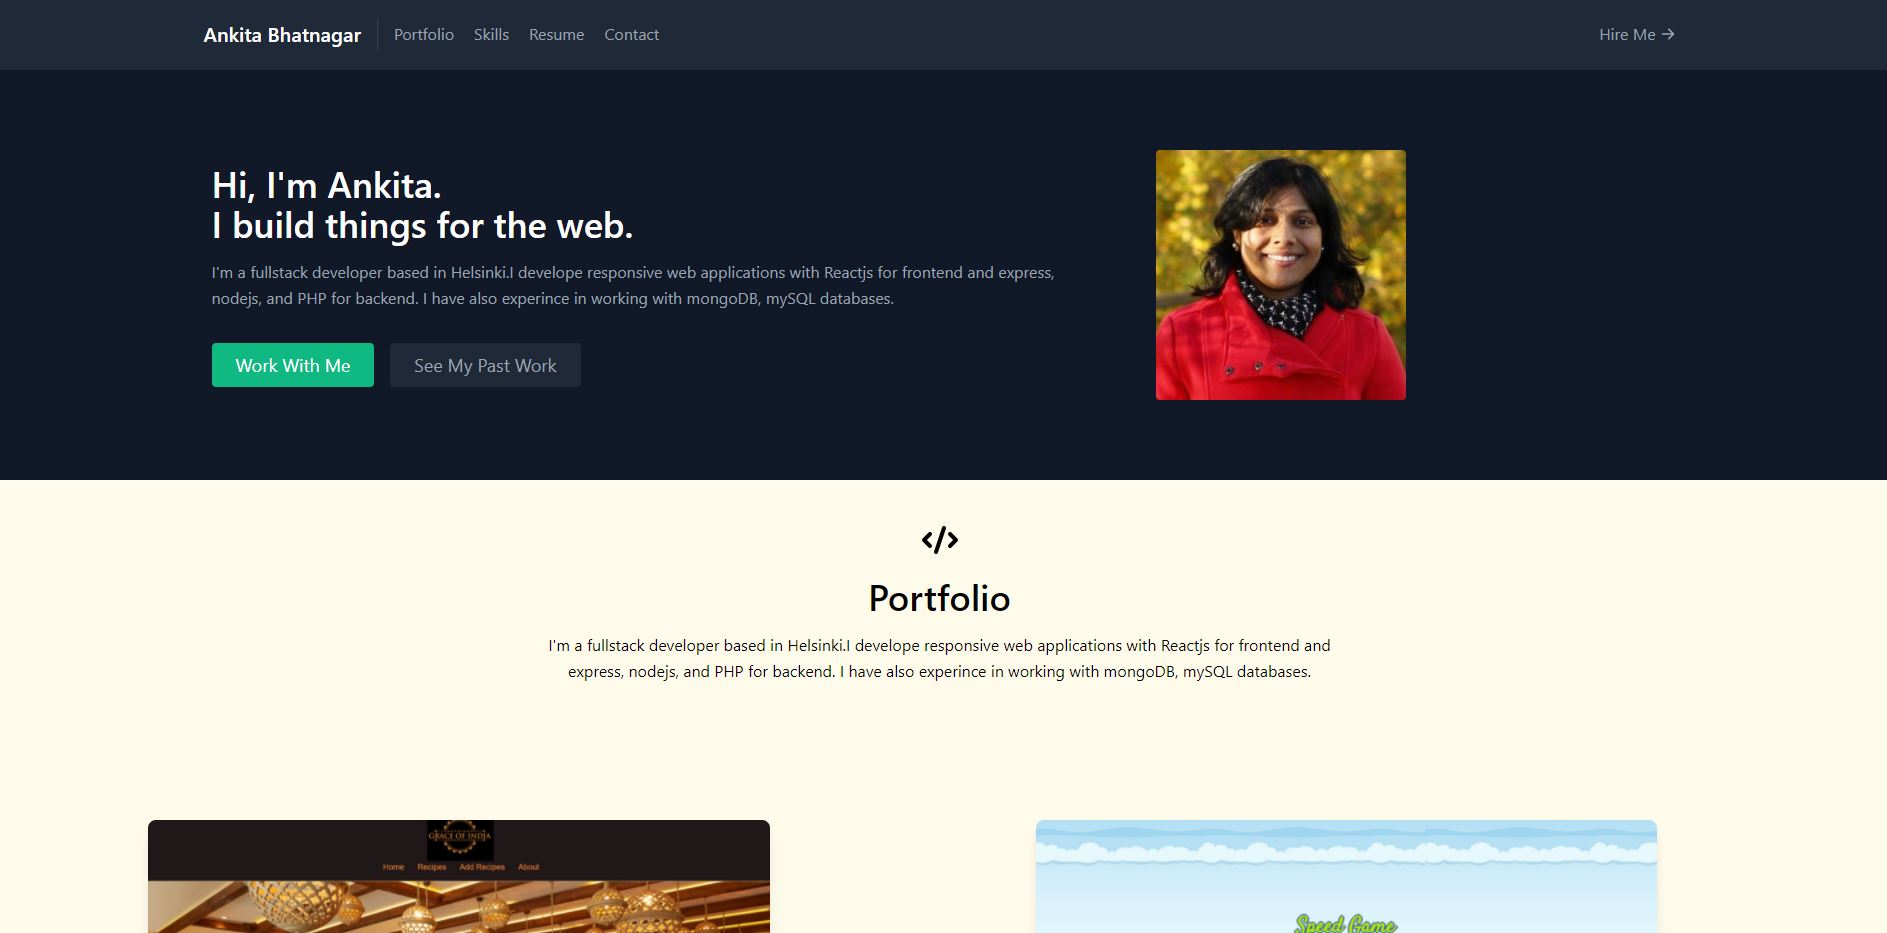 Ankita Bhatnagar
Portfolio
Skills
Resume
Contact
Hire Me →
Hi, I'm Ankita.
I build things for the web.
I'm a fullstack developer based in Helsinki.I develope responsive web applications with Reactjs for frontend and express,
nodejs, and PHP for backend. I have also experince in working with mongoDB, mySQL databases.
Work With Me
See My Past Work
Portfolio
I'm a fullstack developer based in Helsinki.I develope responsive web applications with Reactjs for frontend and
express, nodejs, and PHP for backend. I have also experince in working with mongoDB, mySQL databases.
GRACE OF INDIA
Home
Recipes
Add Recipes
About
Speed Game